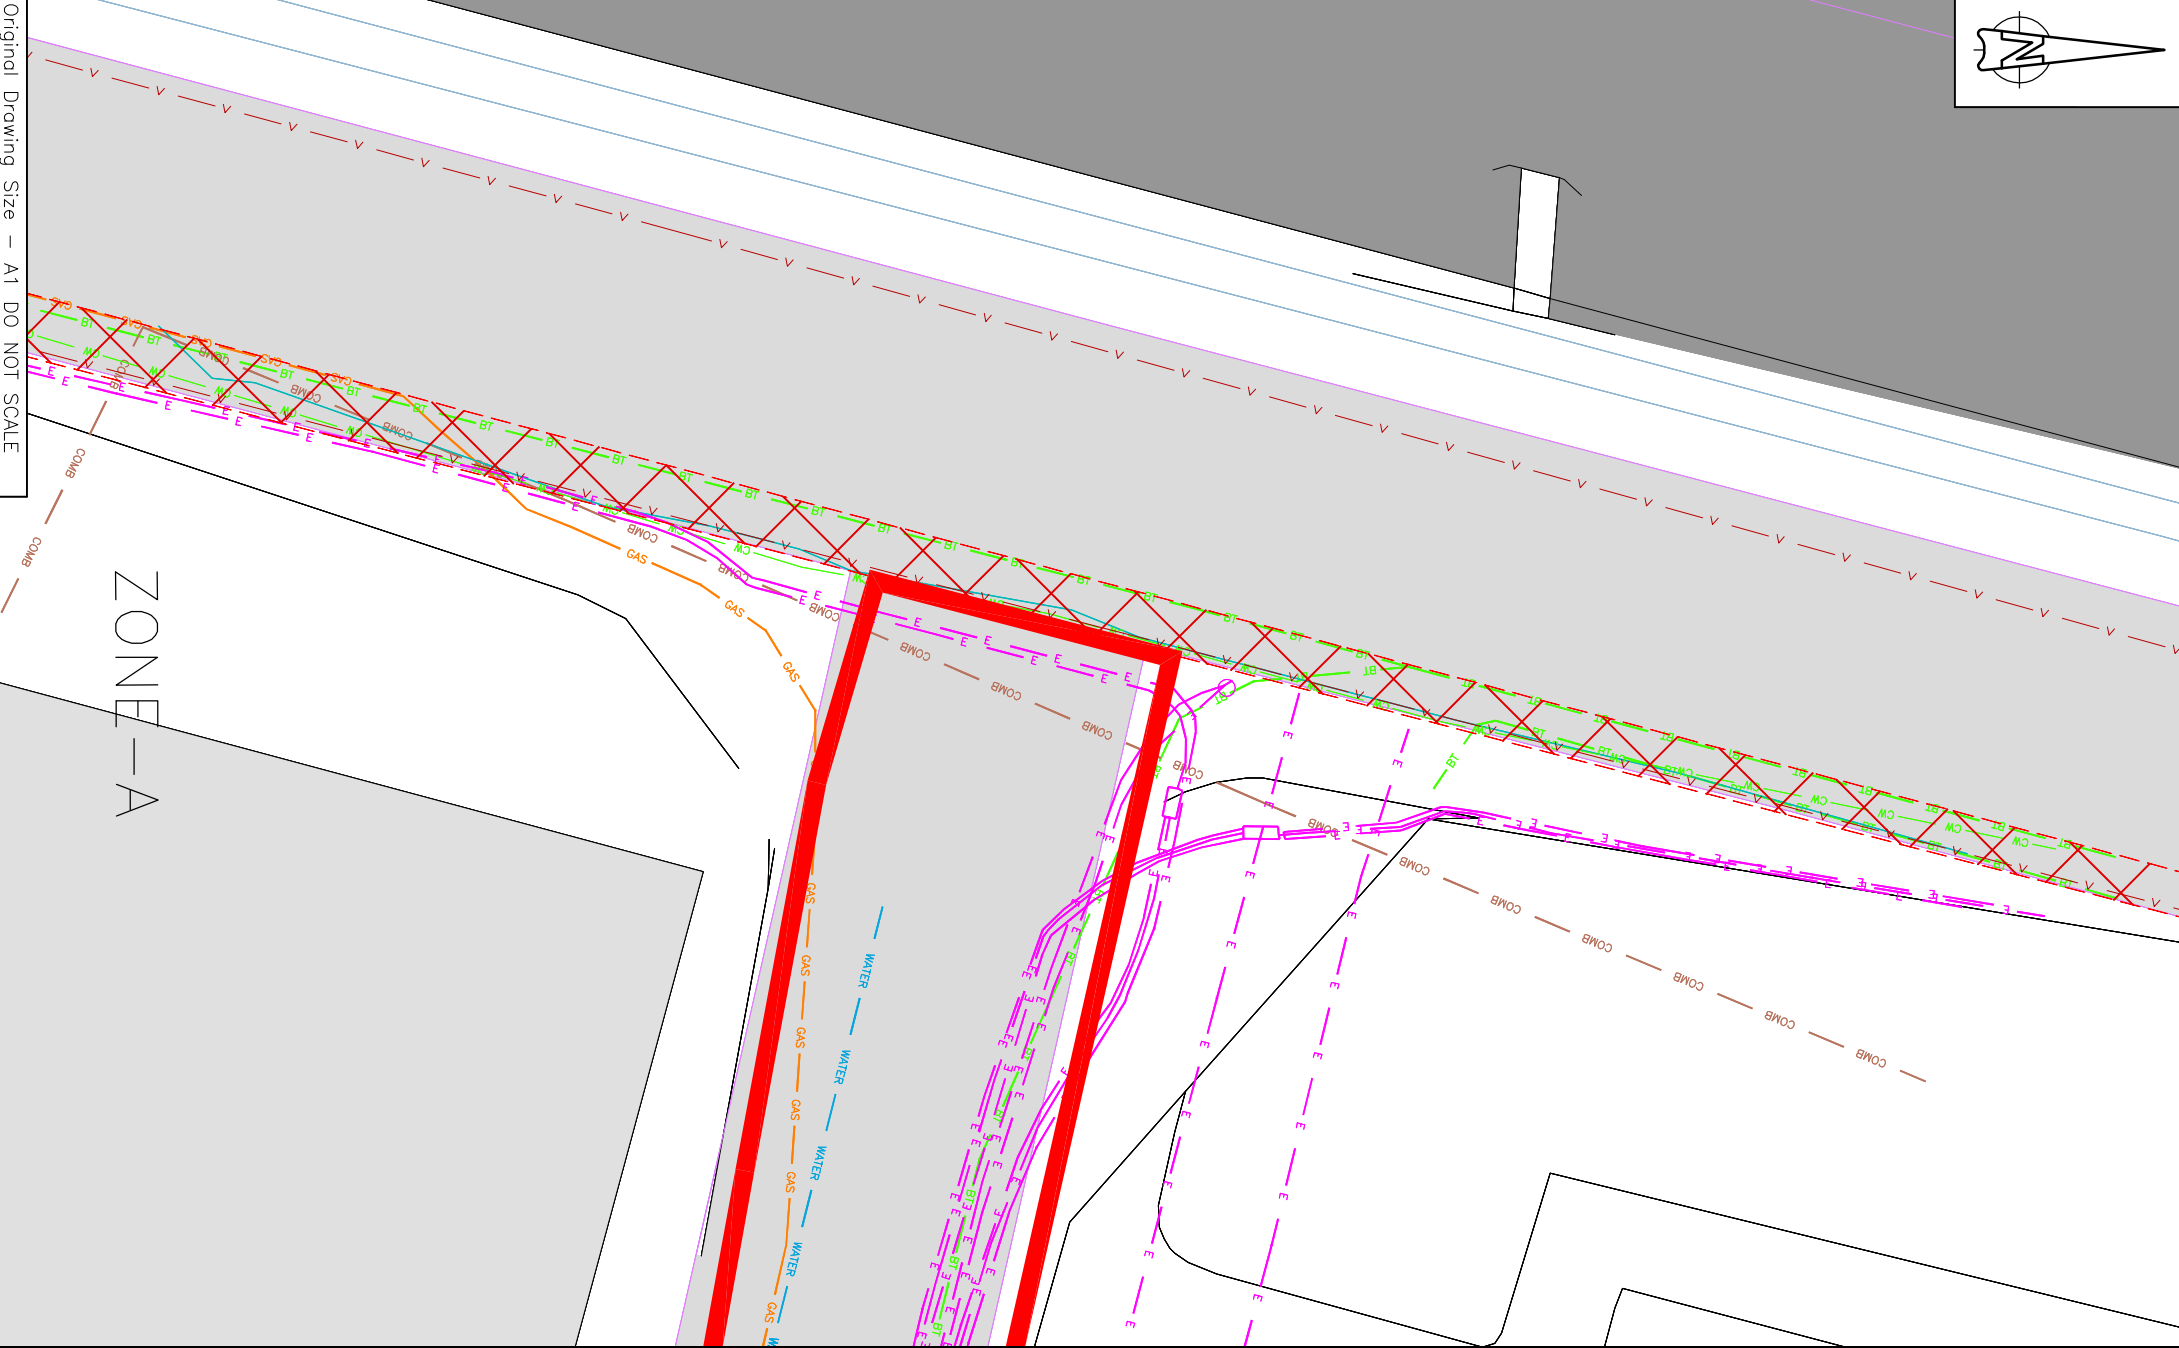 Original Drawing Size - A1 DO NOT SCALE
N
ZONE-A
V
GAS
BT
CW
COMB
E
WATER